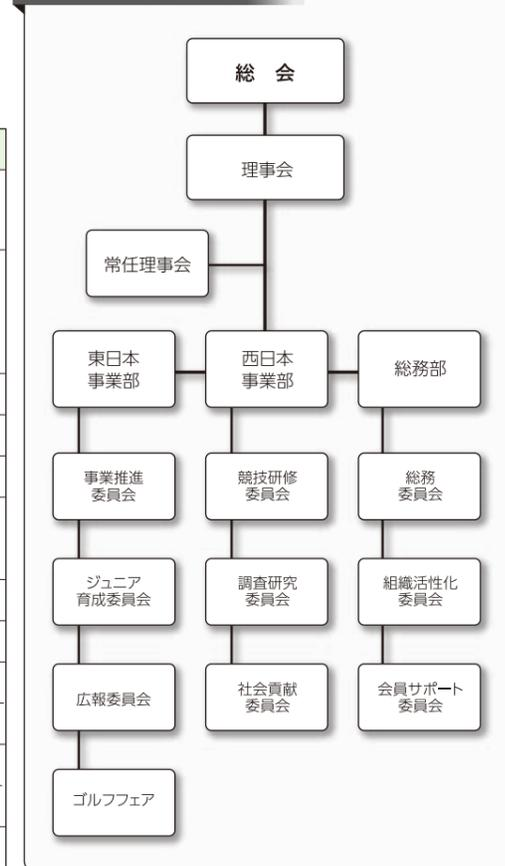 総　会
理事会
常任理事会
東日本
事業部
西日本
事業部
総務部
事業推進
委員会
競技研修
委員会
総務
委員会
ジュニア
育成委員会
調査研究
委員会
組織活性化
委員会
広報委員会
社会貢献
委員会
会員サポート
委員会
ゴルフフェア